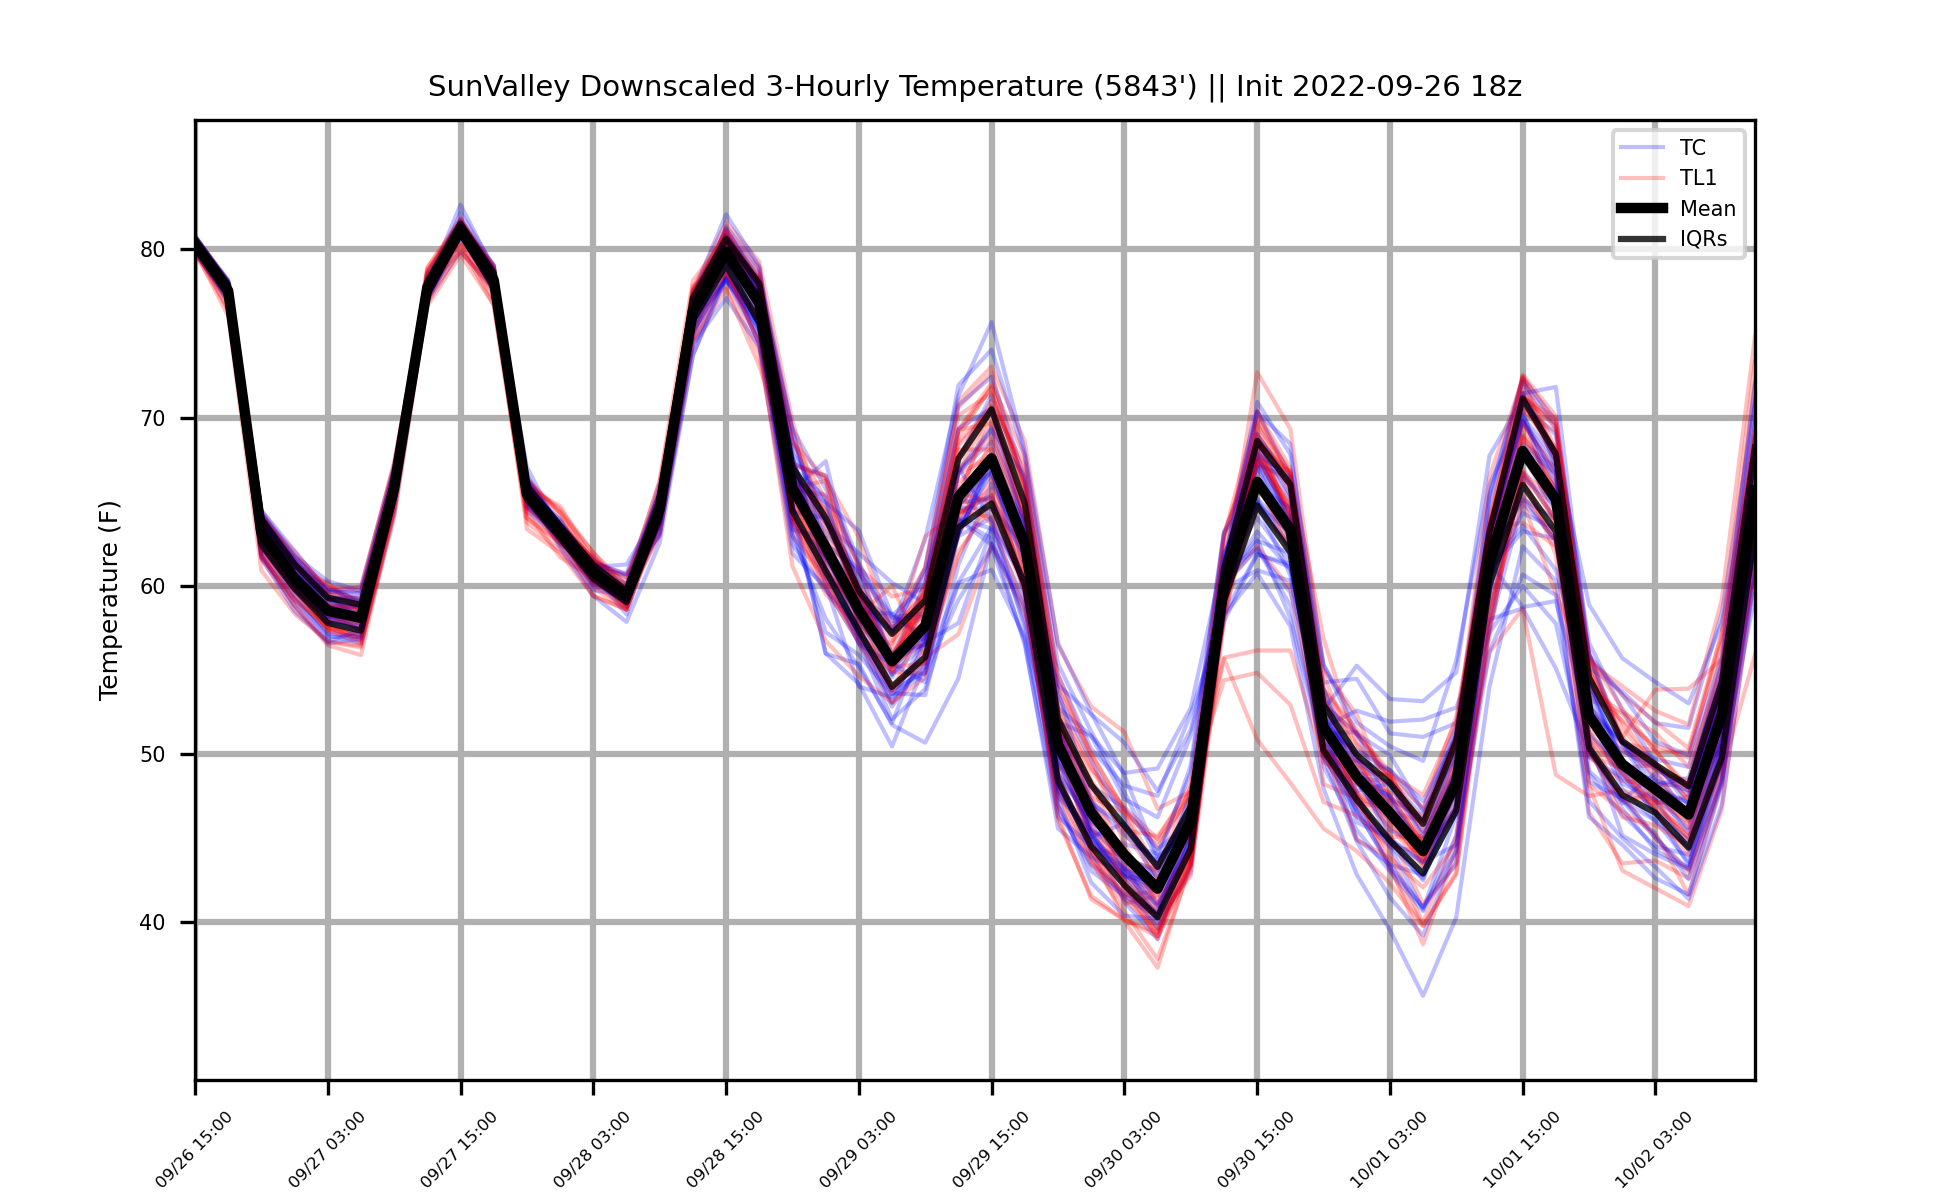 SunValley Downscaled 3-Hourly Temperature (5843') || Init 2022-09-26 18z
TC
TL1
Mean
IQRs
Temperature (F)
80
70
60
50
40
09/26 15:00
09/27 03:00
09/27 15:00
09/28 03:00
09/28 15:00
09/29 03:00
09/29 15:00
09/30 03:00
09/30 15:00
10/01 03:00
10/01 15:00
10/02 03:00